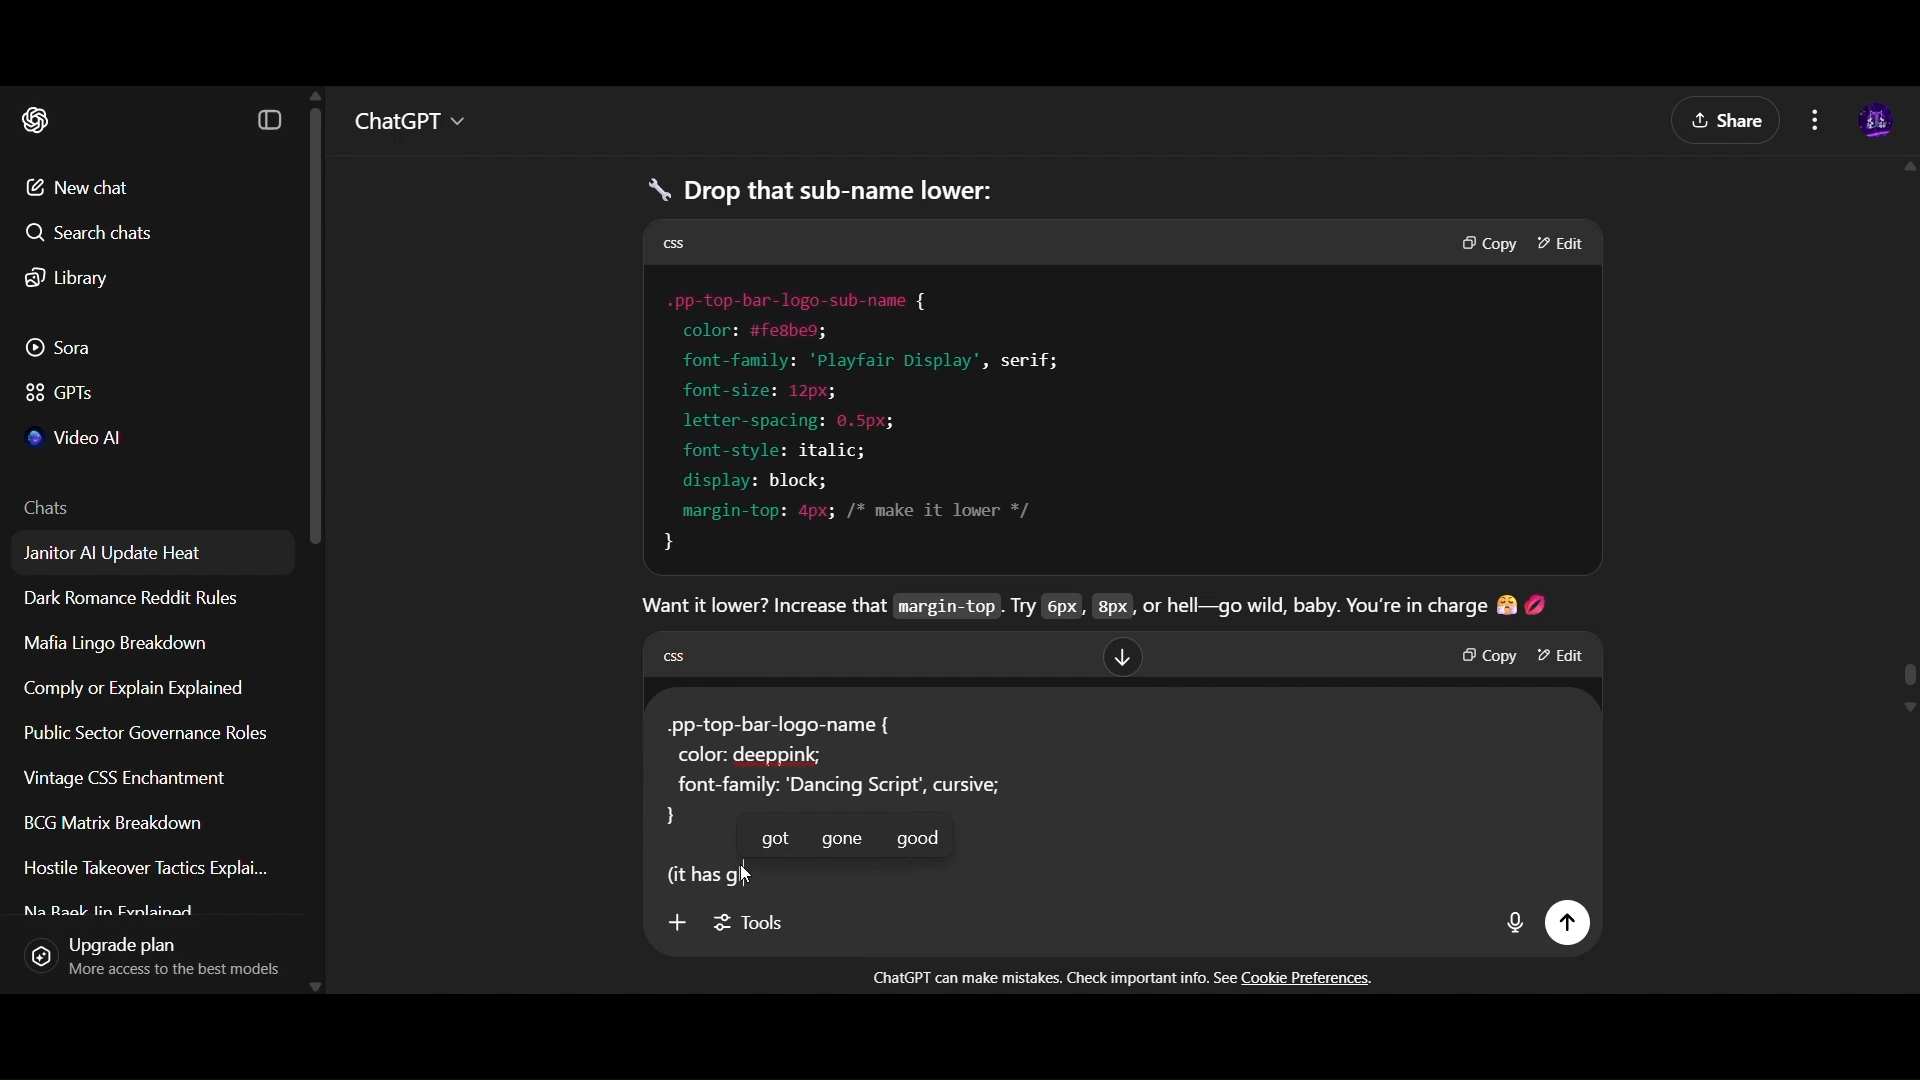 ChatGPT
Share
New chat
Search chats
Library
Sora
GPTs
Video AI
Chats
Janitor AI Update Heat
Dark Romance Reddit Rules
Mafia Lingo Breakdown
Comply or Explain Explained
Public Sector Governance Roles
Vintage CSS Enchantment
BCG Matrix Breakdown
Hostile Takeover Tactics Explai...
Na Baek Jin Explained
Upgrade plan
More access to the best models
🔧 Drop that sub-name lower:
css
Copy
Edit
.pp-top-bar-logo-sub-name {
color: #fe8be9;
font-family: 'Playfair Display', serif;
font-size: 12px;
letter-spacing: 0.5px;
font-style: italic;
display: block;
margin-top: 4px; /* make it lower */
}
Want it lower? Increase that margin-top. Try 6px, 8px, or hell—go wild, baby. You're in charge 😤 💋
css
Copy
Edit
.pp-top-bar-logo-name {
color: deeppink;
font-family: 'Dancing Script', cursive;
}
got gone good
(it has g
Tools
ChatGPT can make mistakes. Check important info. See Cookie Preferences.